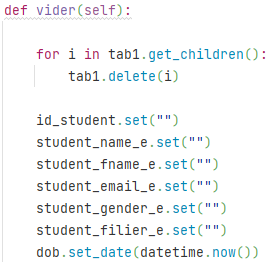 def vider(self):
    for i in tab1.get_children():
        tab1.delete(i)
    id_student.set("")
    student_name_e.set("")
    student_fname_e.set("")
    student_email_e.set("")
    student_gender_e.set("")
    student_filier_e.set("")
    dob.set_date(datetime.now())